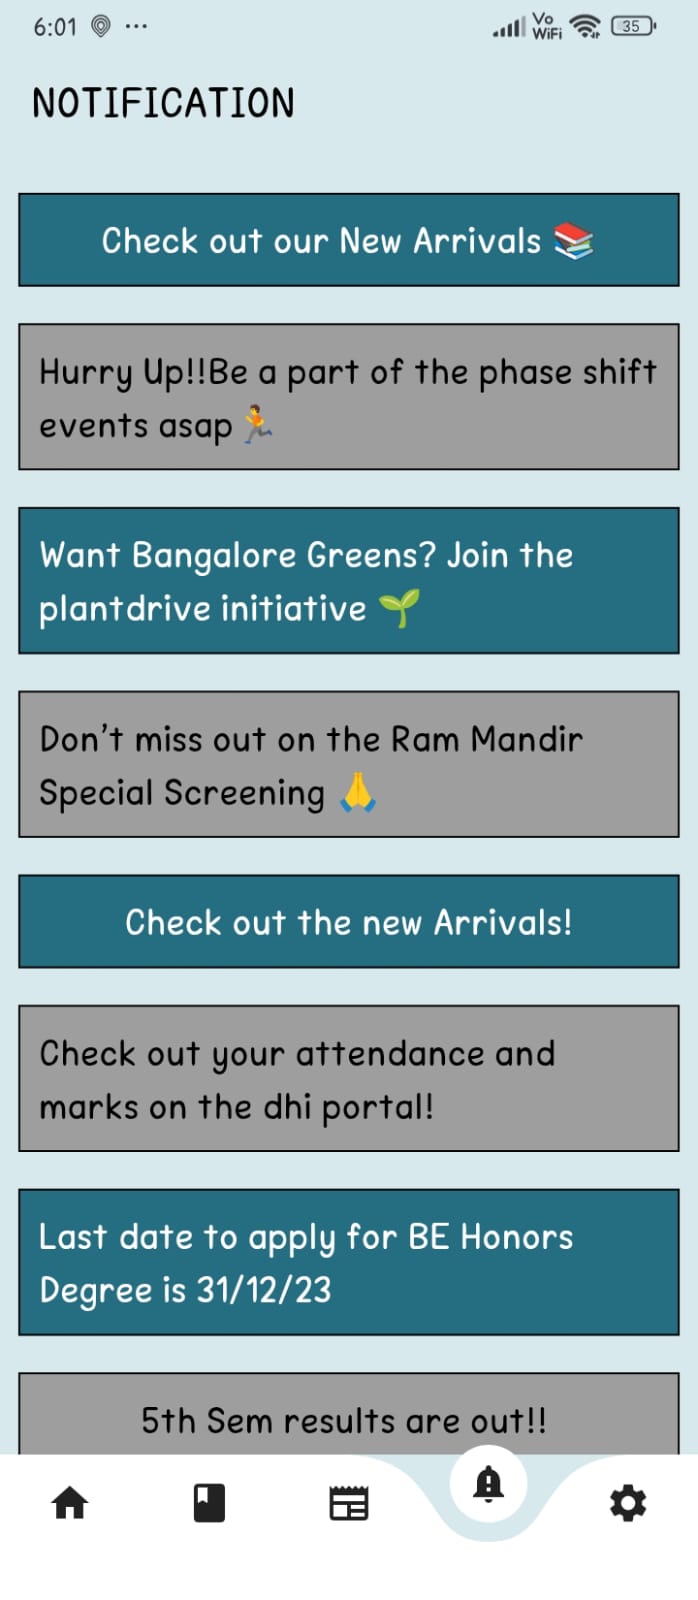 6:01 ... Vo WiFi 35
NOTIFICATION
Check out our New Arrivals 📚
Hurry Up!!Be a part of the phase shift
events asap 🏃
Want Bangalore Greens? Join the
plantdrive initiative 🌱
Don't miss out on the Ram Mandir
Special Screening 🙏
Check out the new Arrivals!
Check out your attendance and
marks on the dhi portal!
Last date to apply for BE Honors
Degree is 31/12/23
5th Sem results are out!!